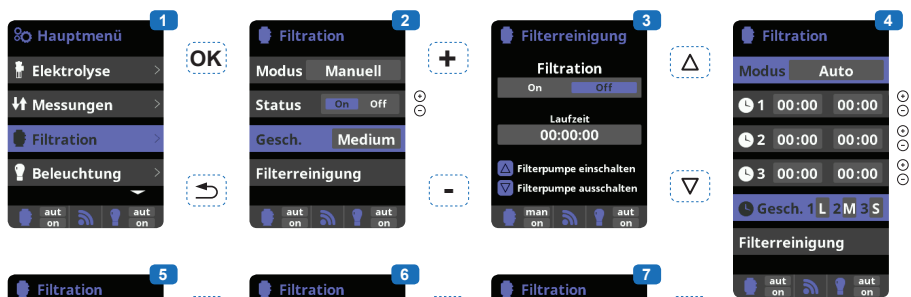 1
Hauptmenü
Elektrolyse
Messungen
Filtration
Beleuchtung
aut
on
aut
on
OK
2
Filtration
Modus Manuell
Status On Off
Gesch. Medium
Filterreinigung
aut
on
aut
on
+
-
3
Filterreinigung
Filtration
On Off
Laufzeit
00:00:00
Filterpumpe einschalten
Filterpumpe ausschalten
man
on
aut
on
4
Filtration
Modus Auto
1 00:00 00:00
2 00:00 00:00
3 00:00 00:00
Gesch. 1 L 2 M 3 S
Filterreinigung
aut
on
aut
on
5
Filtration
6
Filtration
7
Filtration